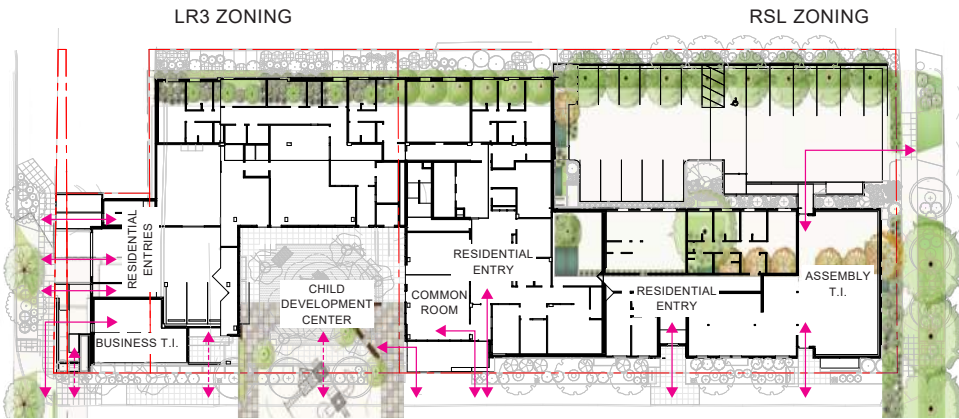 LR3 ZONING
RSL ZONING
RESIDENTIAL
ENTRIES
BUSINESS T.I.
CHILD
DEVELOPMENT
CENTER
RESIDENTIAL
ENTRY
COMMON
ROOM
RESIDENTIAL
ENTRY
ASSEMBLY
T.I.